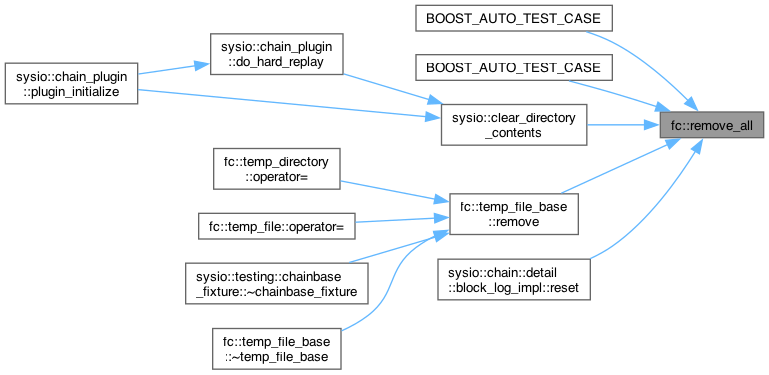 BOOST_AUTO_TEST_CASE
sysio::chain_plugin
::do_hard_replay
BOOST_AUTO_TEST_CASE
sysio::chain_plugin
::plugin_initialize
sysio::clear_directory
_contents
fc::remove_all
fc::temp_directory
::operator=
fc::temp_file_base
::remove
fc::temp_file::operator=
sysio::testing::chainbase
_fixture::~chainbase_fixture
sysio::chain::detail
::block_log_impl::reset
fc::temp_file_base
::~temp_file_base